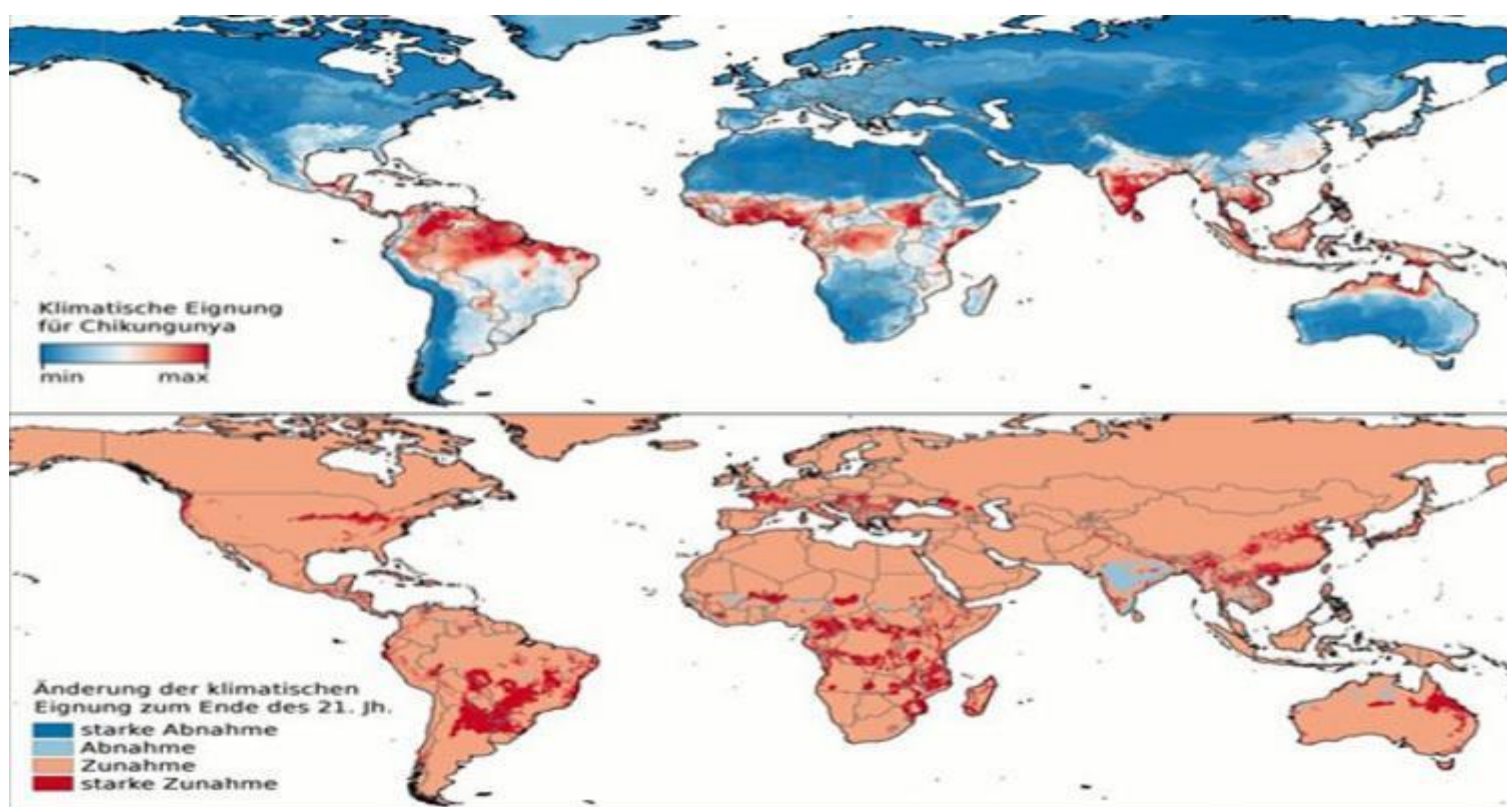 Klimatische Eignung
für Chikungunya
min max
Änderung der klimatischen
Eignung zum Ende des 21. Jh.
starke Abnahme
Abnahme
Zunahme
starke Zunahme